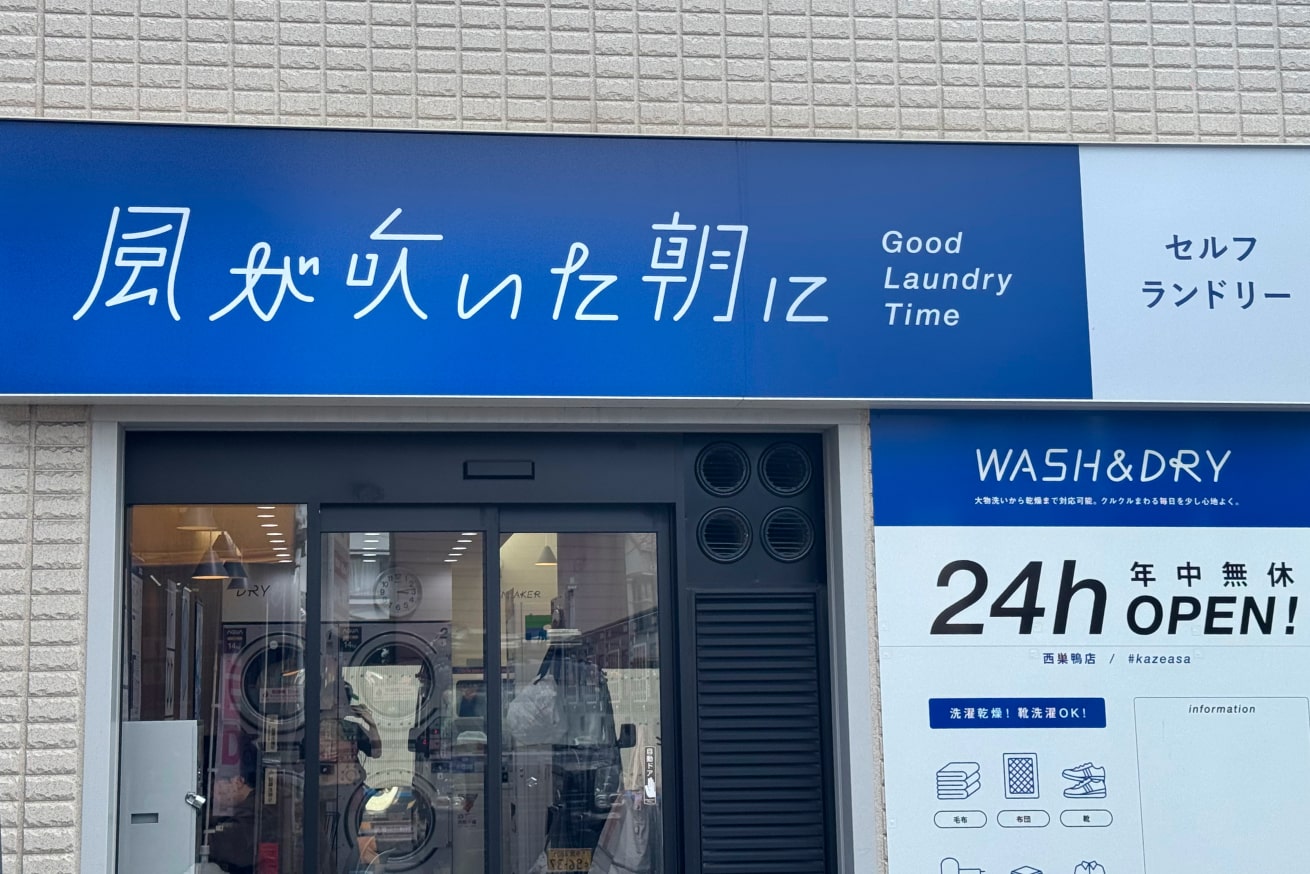 風が吹いた朝に
Good
Laundry
Time
セルフ
ランドリー
WASH&DRY
大物洗いから乾燥まで対応可能。クルクルまわる毎日を少し心地よく。
24h
年中無休
OPEN!
西巣鴨店 / #kazeasa
洗濯乾燥! 靴洗濯OK!
information
毛布
布団
靴
DRY
自動ドア